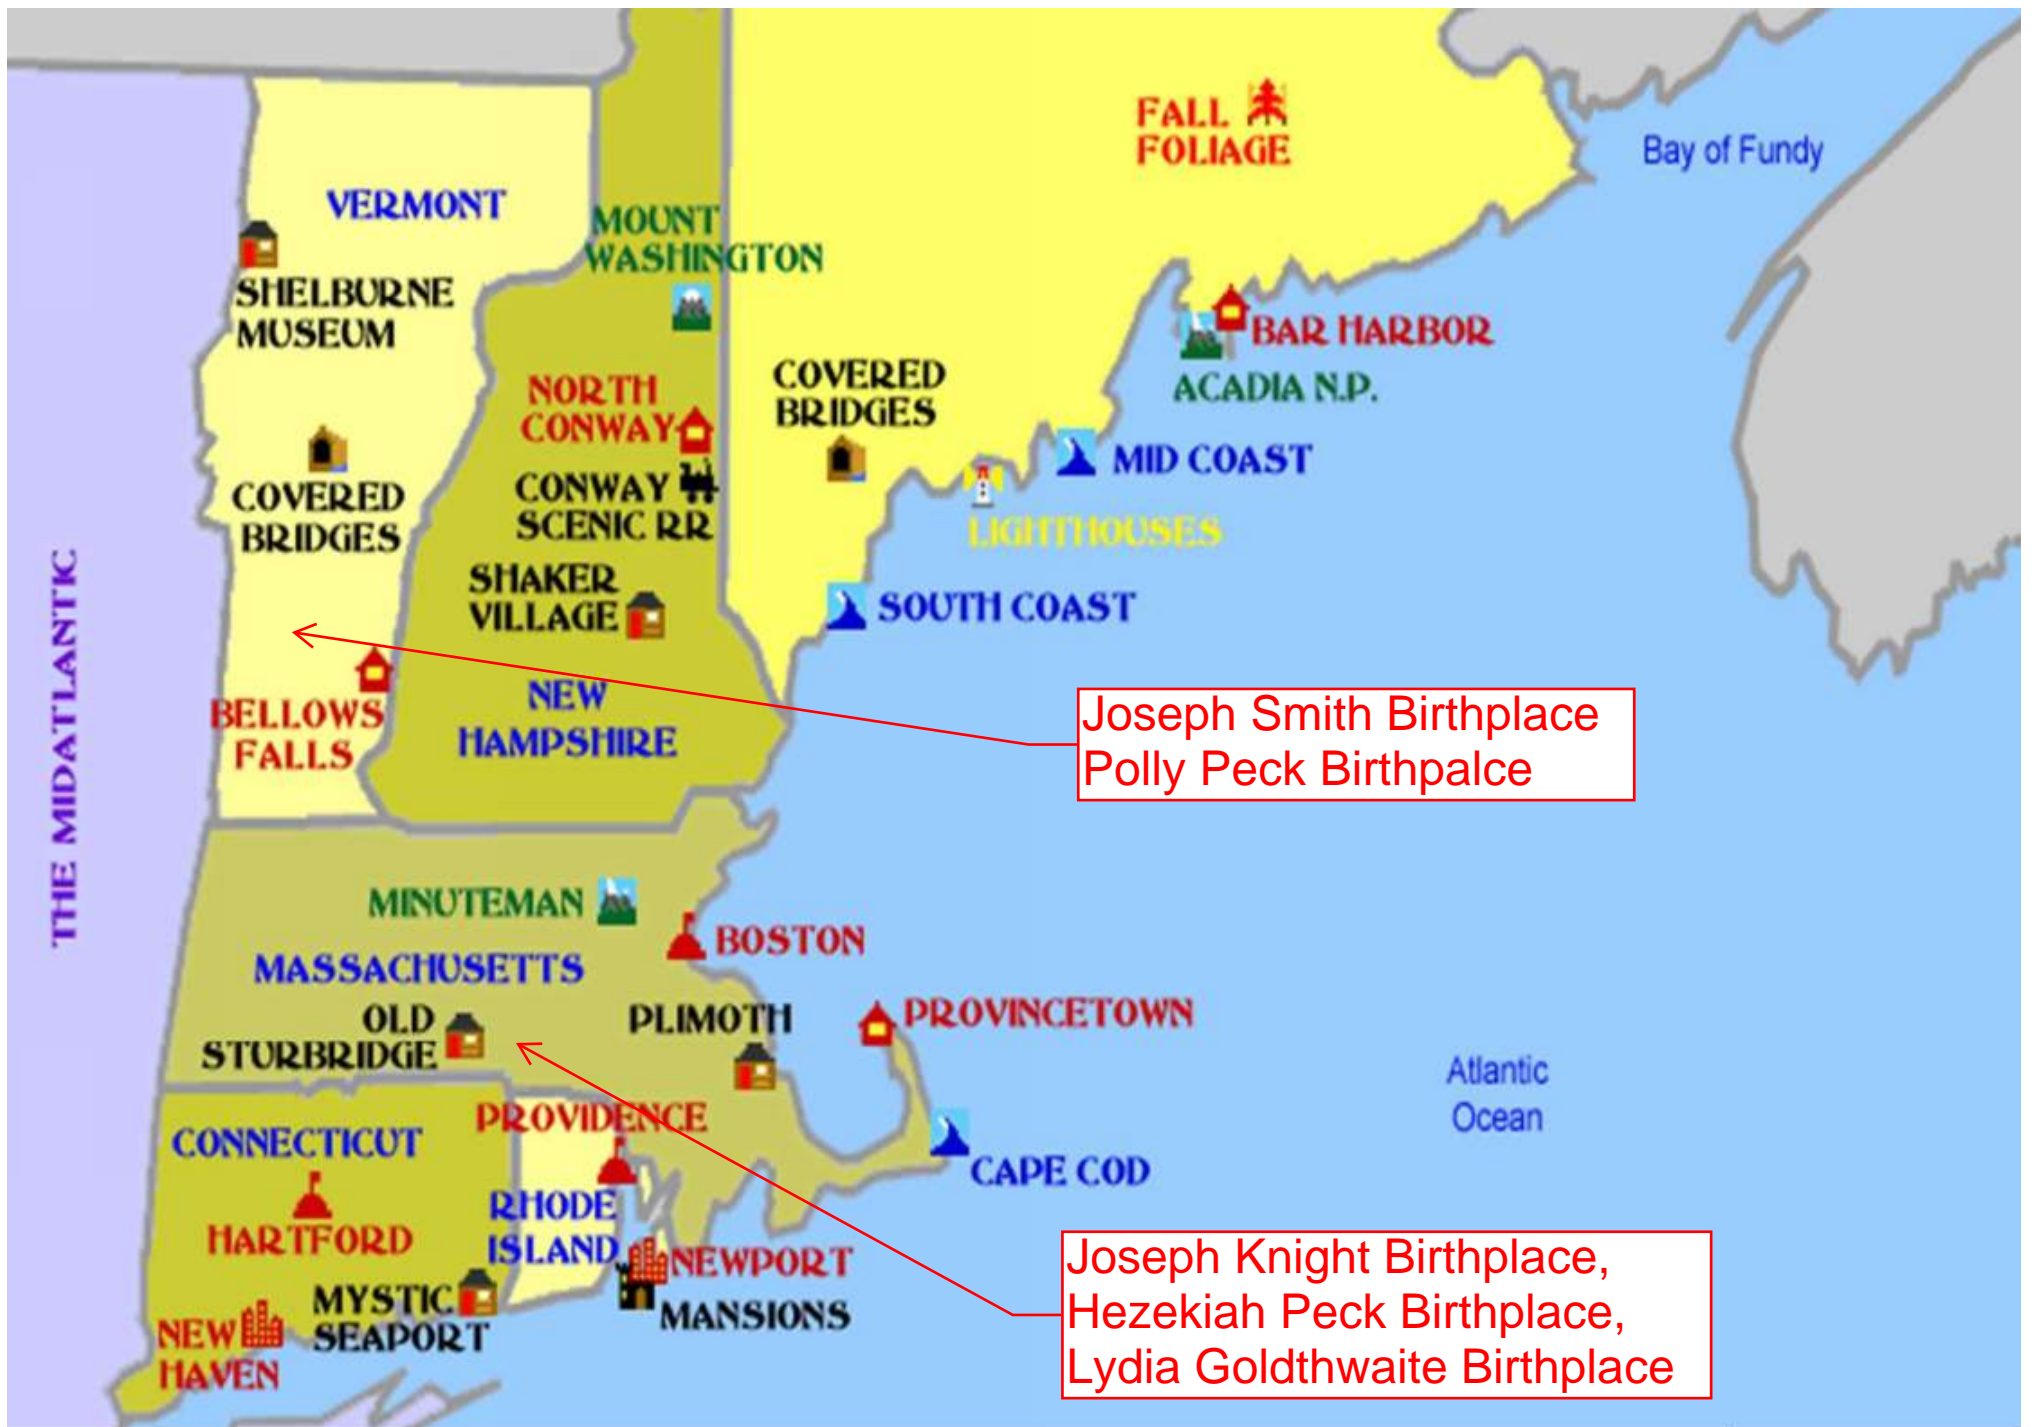 FALL
FOLIAGE
Bay of Fundy
VERMONT
MOUNT
WASHINGTON
SHELBURNE
MUSEUM
BAR HARBOR
ACADIA N.P.
NORTH
CONWAY
COVERED
BRIDGES
MID COAST
COVERED
BRIDGES
CONWAY
SCENIC RR
LIGHTHOUSES
SHAKER
VILLAGE
SOUTH COAST
THE MIDATLANTIC
BELLOWS
FALLS
NEW
HAMPSHIRE
Joseph Smith Birthplace
Polly Peck Birthpalce
MINUTEMAN
BOSTON
MASSACHUSETTS
OLD
STURBRIDGE
PLIMOTH
PROVINCETOWN
Atlantic
Ocean
PROVIDENCE
CONNECTICUT
CAPE COD
HARTFORD
RHODE
ISLAND
NEWPORT
MANSIONS
MYSTIC
SEAPORT
NEW
HAVEN
Joseph Knight Birthplace,
Hezekiah Peck Birthplace,
Lydia Goldthwaite Birthplace